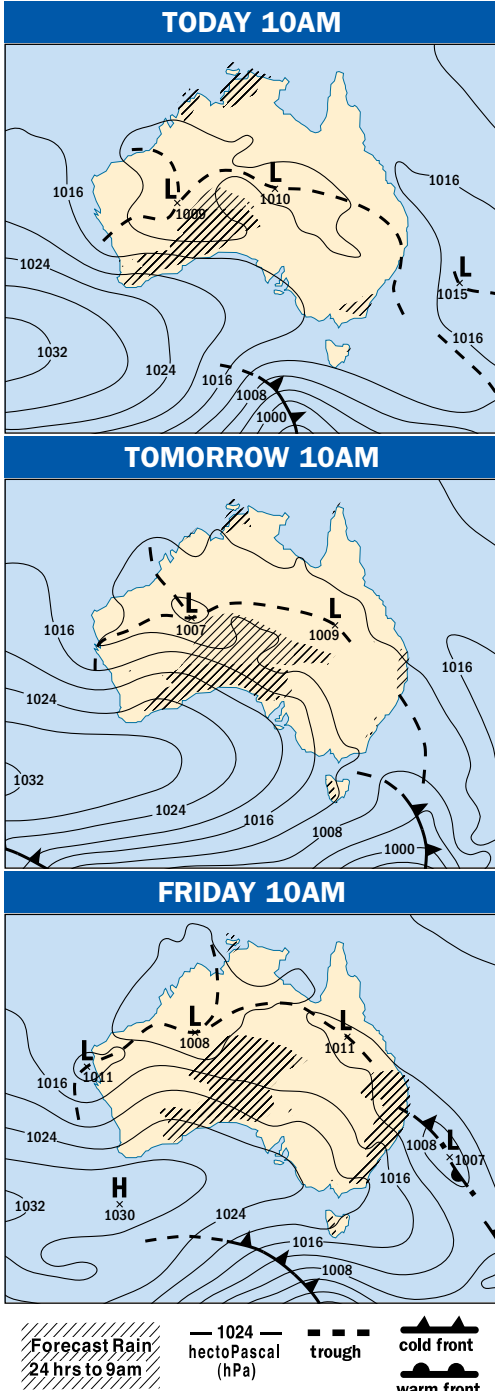 TODAY 10AM
1016
L
1009
L
1010
1016
1024
L
1015
1032
1016
1024
1016
1008
1000
TOMORROW 10AM
L
1007
L
1009
1016
1016
1024
1032
1024
1016
1008
1000
FRIDAY 10AM
L
1008
L
1011
L
1011
1016
1024
1008
L
1007
1016
H
1030
1032
1024
1016
1008
Forecast Rain
24 hrs to 9am
1024
hectoPascal
(hPa)
trough
cold front
warm front